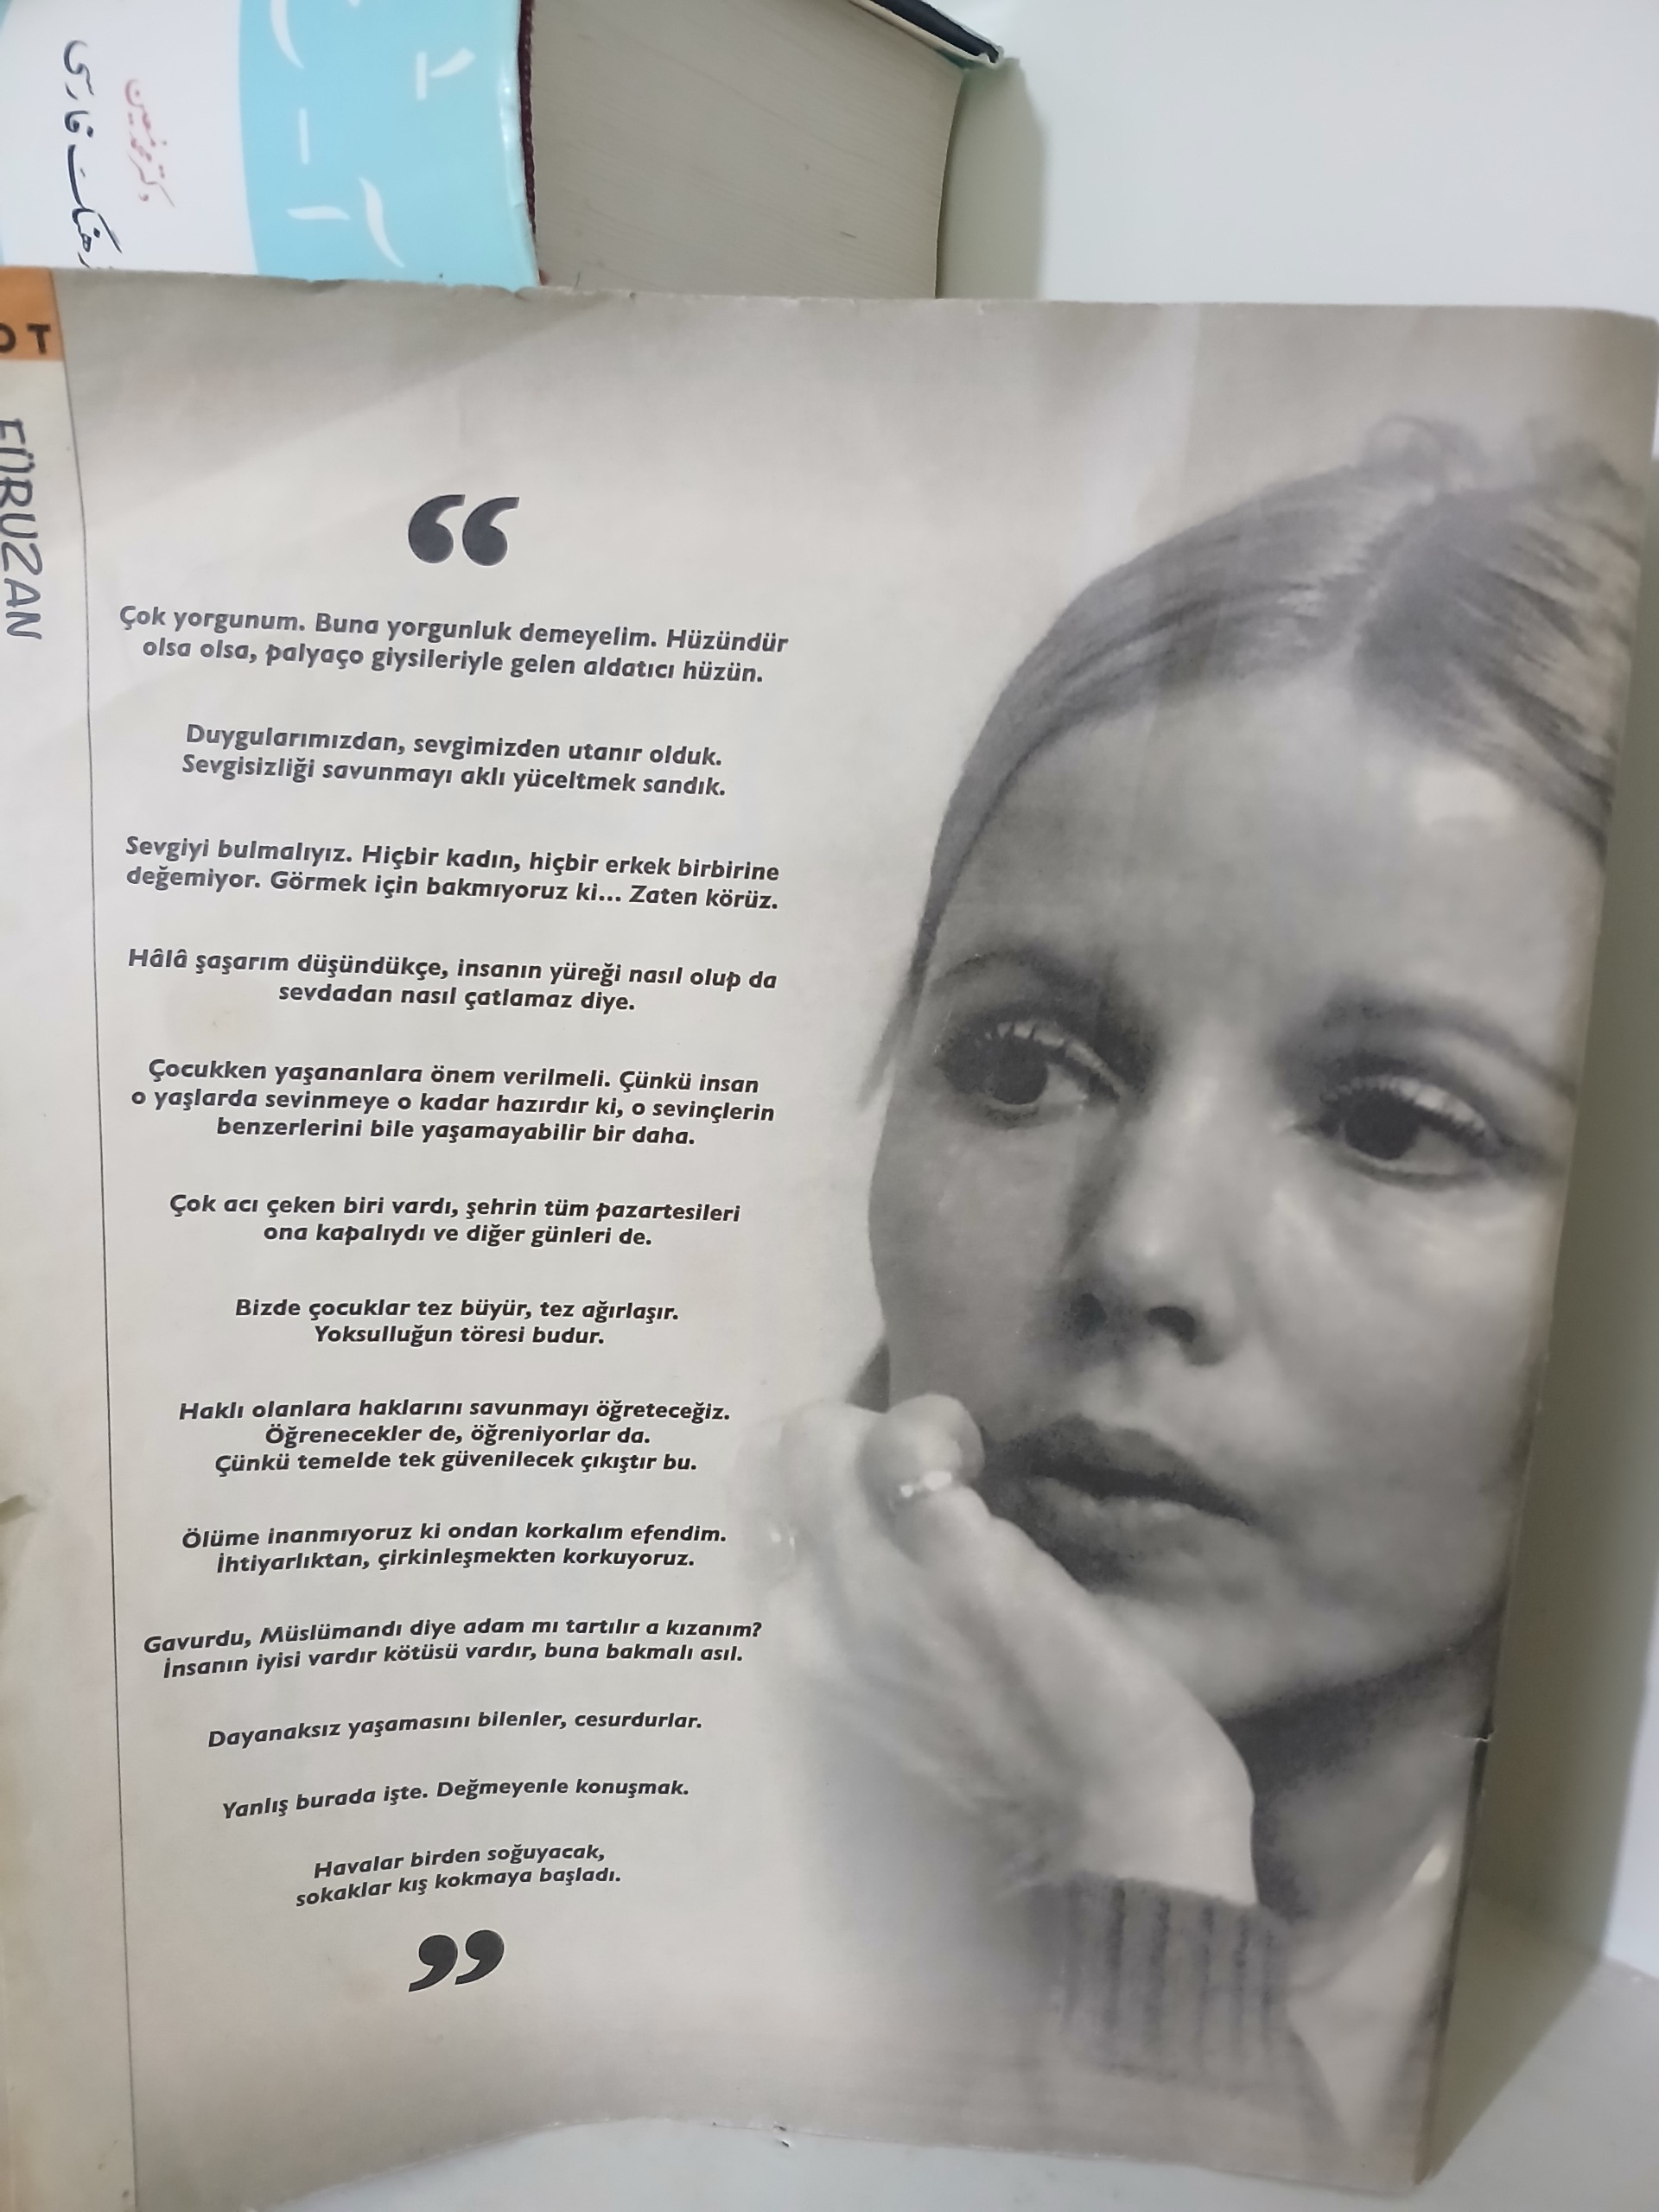 فارسی
دکتر معین
OT
FÜRUZAN
“
Çok yorgunum. Buna yorgunluk demeyelim. Hüzündür
olsa olsa, palyaço giysileriyle gelen aldatıcı hüzün.
Duygularımızdan, sevgimizden utanır olduk.
Sevgisizliği savunmayı aklı yüceltmek sandık.
Sevgiyi bulmalıyız. Hiçbir kadın, hiçbir erkek birbirine
değemiyor. Görmek için bakmıyoruz ki... Zaten körüz.
Hâlâ şaşarım düşündükçe, insanın yüreği nasıl olup da
sevdadan nasıl çatlamaz diye.
Çocukken yaşananlara önem verilmeli. Çünkü insan
o yaşlarda sevinmeye o kadar hazırdır ki, o sevinçlerin
benzerlerini bile yaşamayabilir bir daha.
Çok acı çeken biri vardı, şehrin tüm pazartesileri
ona kapalıydı ve diğer günleri de.
Bizde çocuklar tez büyür, tez ağırlaşır.
Yoksulluğun töresi budur.
Haklı olanlara haklarını savunmayı öğreteceğiz.
Öğrenecekler de, öğreniyorlar da.
Çünkü temelde tek güvenilecek çıkıştır bu.
Ölüme inanmıyoruz ki ondan korkalım efendim.
İhtiyarlıktan, çirkinleşmekten korkuyoruz.
Gavurdu, Müslümandı diye adam mı tartılır a kızanım?
İnsanın iyisi vardır kötüsü vardır, buna bakmalı asıl.
Dayanaksız yaşamasını bilenler, cesurdurlar.
Yanlış burada işte. Değmeyenle konuşmak.
Havalar birden soğuyacak,
sokaklar kış kokmaya başladı.
”